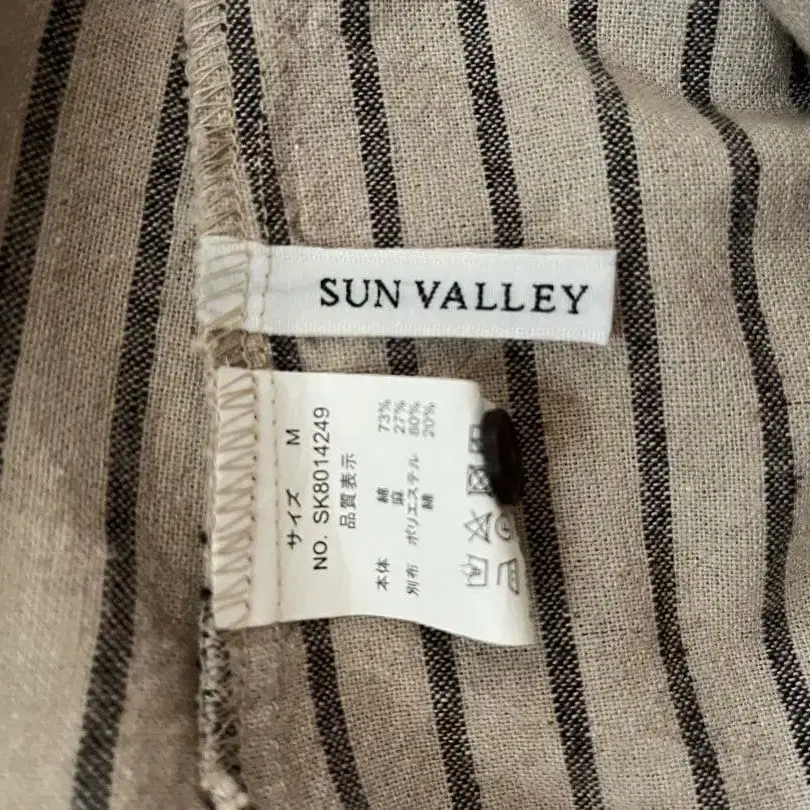 SUN VALLEY
サイズ M
NO. SK8014249
品質表示
本体 綿 73%
麻 27%
別布 ポリエステル 80%
綿 20%